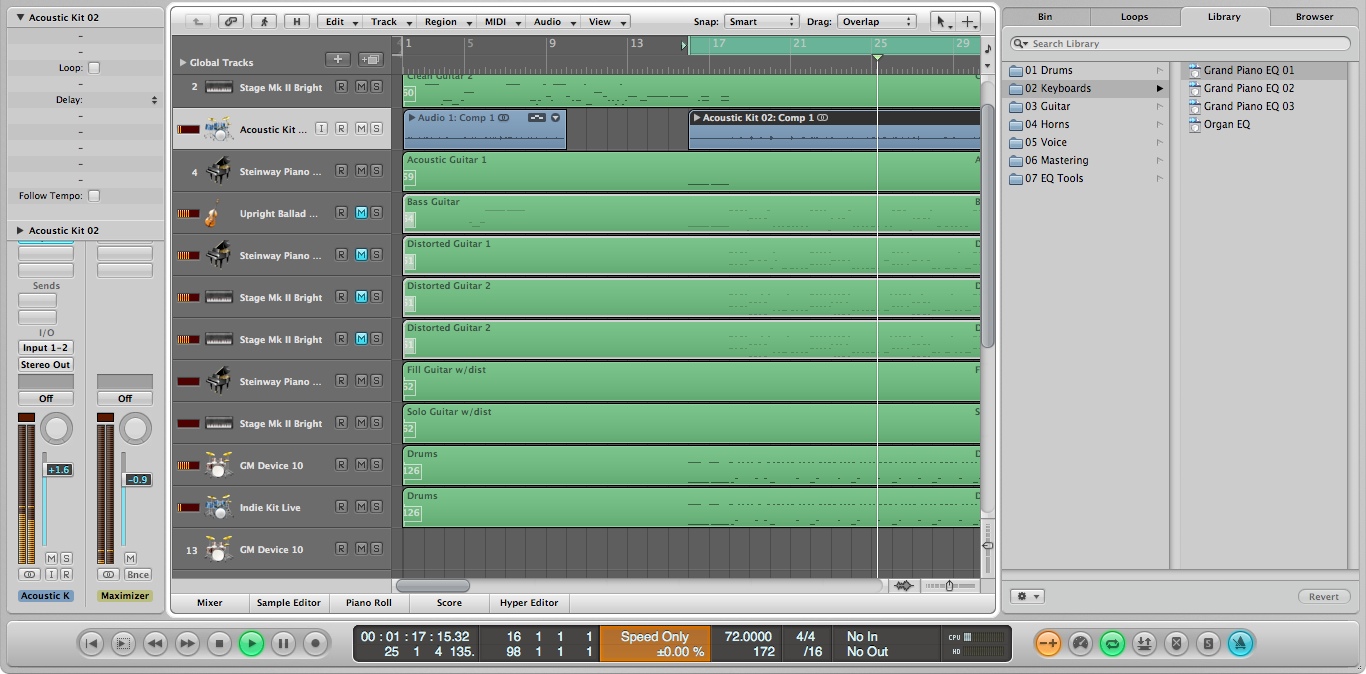 Acoustic Kit 02
Loop:
Delay:
Follow Tempo:
Acoustic Kit 02
Sends
I/O
Input 1-2
Stereo Out
Off
Off
+1.6
-0.9
M S
M
I R
Bnce
Acoustic K
Maximizer
H
Edit
Track
Region
MIDI
Audio
View
Snap: Smart
Drag: Overlap
Global Tracks
1 5 9 13 17 21 25 29
Clean Guitar 2
2 Stage Mk II Bright R M S
Acoustic Kit ... I R M S
Audio 1: Comp 1
Acoustic Kit 02: Comp 1
4 Steinway Piano ... R M S
Acoustic Guitar 1
Upright Ballad ... R M S
Bass Guitar
Steinway Piano ... R M S
Distorted Guitar 1
Stage Mk II Bright R M S
Distorted Guitar 2
Stage Mk II Bright R M S
Distorted Guitar 2
Steinway Piano ... R M S
Fill Guitar w/dist
Stage Mk II Bright R M S
Solo Guitar w/dist
GM Device 10 R M S
Drums
126
Indie Kit Live R M S
Drums
126
13 GM Device 10 R M S
Mixer
Sample Editor
Piano Roll
Score
Hyper Editor
Bin
Loops
Library
Browser
Search Library
01 Drums
02 Keyboards
03 Guitar
04 Horns
05 Voice
06 Mastering
07 EQ Tools
Grand Piano EQ 01
Grand Piano EQ 02
Grand Piano EQ 03
Organ EQ
Revert
00 : 01 : 17 : 15.32
25 1 4 135.
16 1 1 1
98 1 1 1
Speed Only
±0.00 %
72.0000
172
4/4
/16
No In
No Out
CPU
HD
S